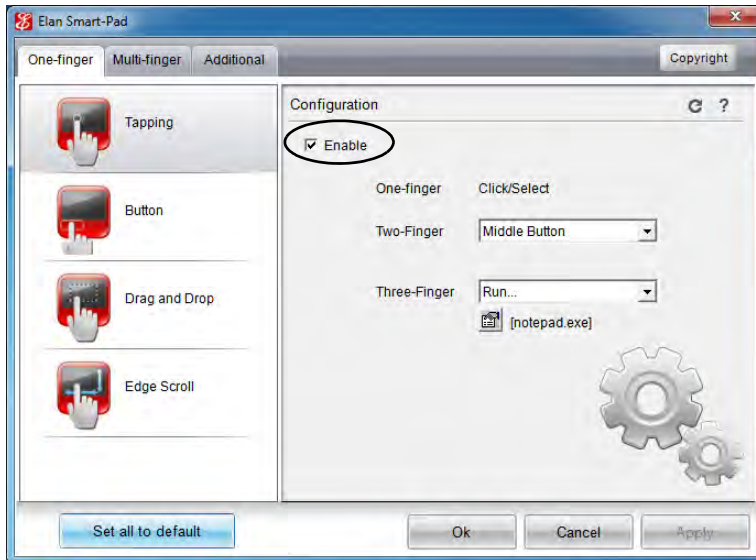 Elan Smart-Pad
x
One-finger Multi-finger Additional Copyright
Tapping
Button
Drag and Drop
Edge Scroll
Configuration ?
Enable
One-finger Click/Select
Two-Finger Middle Button
Three-Finger Run...
[notepad.exe]
Set all to default Ok Cancel Apply